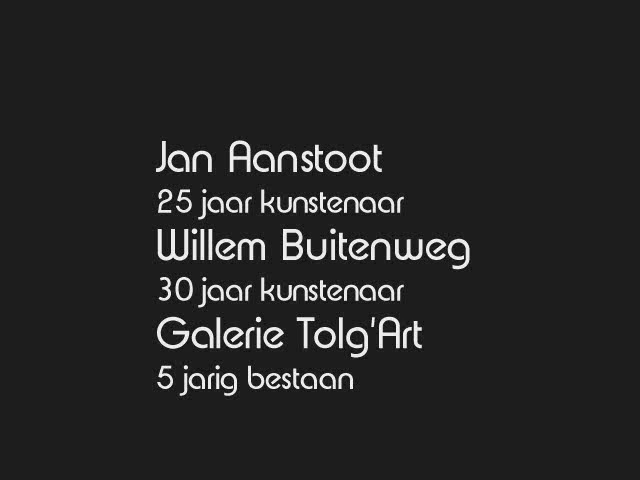 Jan Aanstoot
25 jaar kunstenaar
Willem Buitenweg
30 jaar kunstenaar
Galerie Tolg'Art
5 jarig bestaan